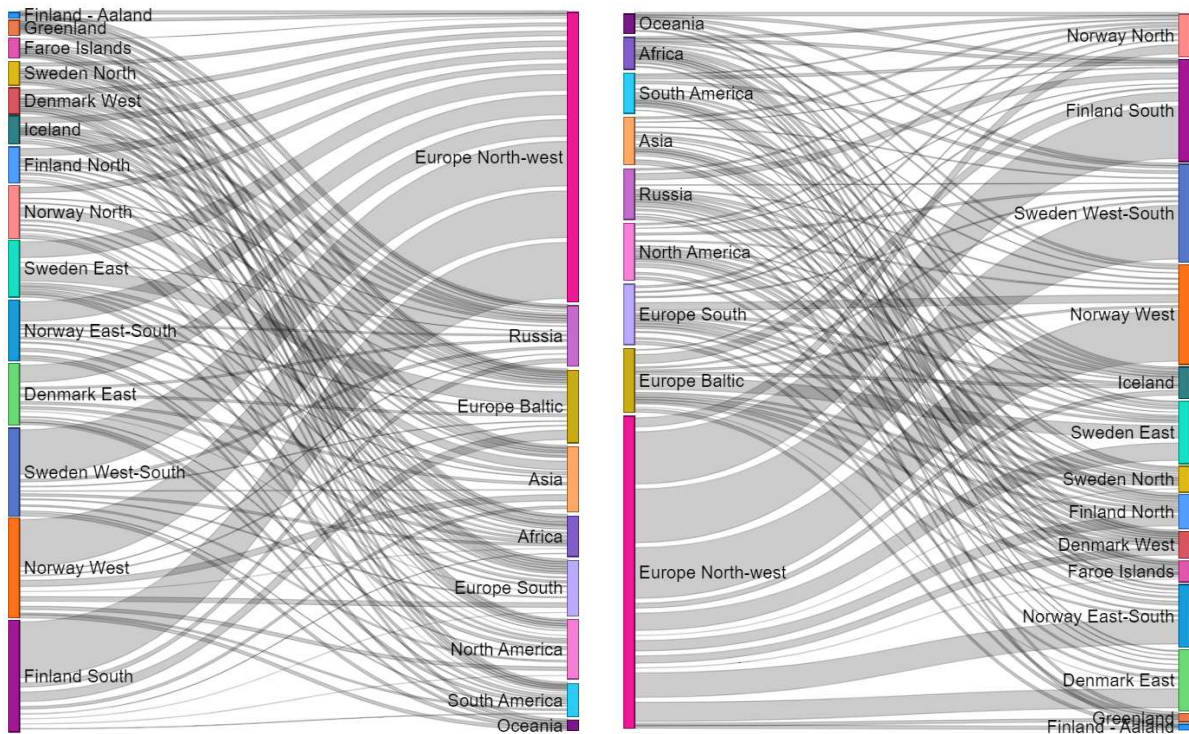 Finland - Aaland
Greenland
Faroe Islands
Sweden North
Denmark West
Iceland
Finland North
Norway North
Sweden East
Norway East-South
Denmark East
Sweden West-South
Norway West
Finland South
Europe North-west
Russia
Europe Baltic
Asia
Africa
Europe South
North America
South America
Oceania
Oceania
Africa
South America
Asia
Russia
North America
Europe South
Europe Baltic
Europe North-west
Norway North
Finland South
Sweden West-South
Norway West
Iceland
Sweden East
Sweden North
Finland North
Denmark West
Faroe Islands
Norway East-South
Denmark East
Greenland
Finland - Aaland